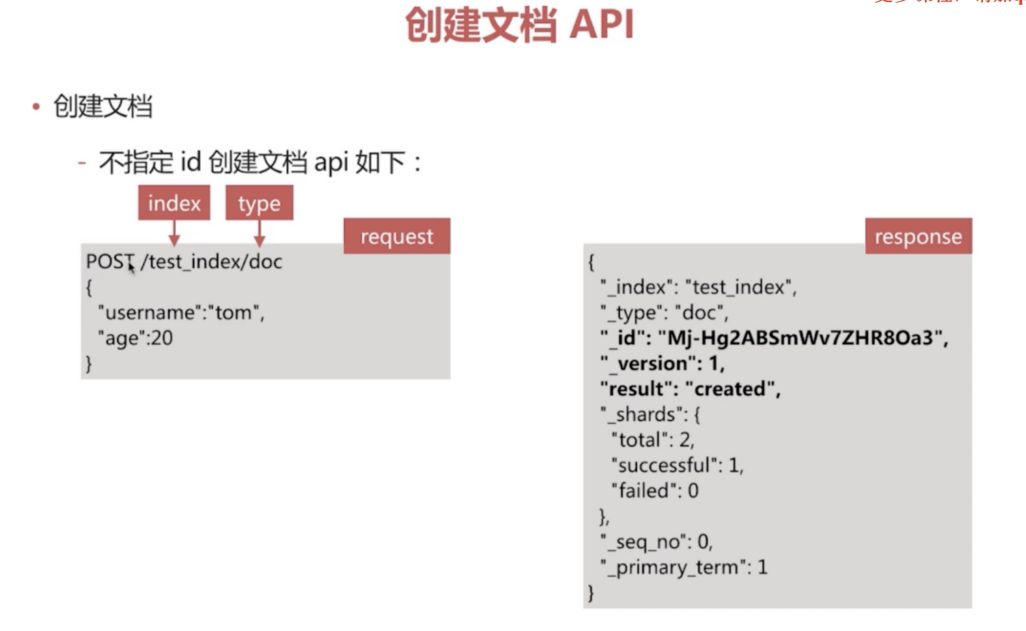 创建文档 API
• 创建文档
- 不指定 id 创建文档 api 如下：
index
type
request
POST /test_index/doc
{
"username":"tom",
"age":20
}
response
{
"_index": "test_index",
"_type": "doc",
"_id": "Mj-Hg2ABSmWv7ZHR8Oa3",
"_version": 1,
"result": "created",
"_shards": {
"total": 2,
"successful": 1,
"failed": 0
},
"_seq_no": 0,
"_primary_term": 1
}